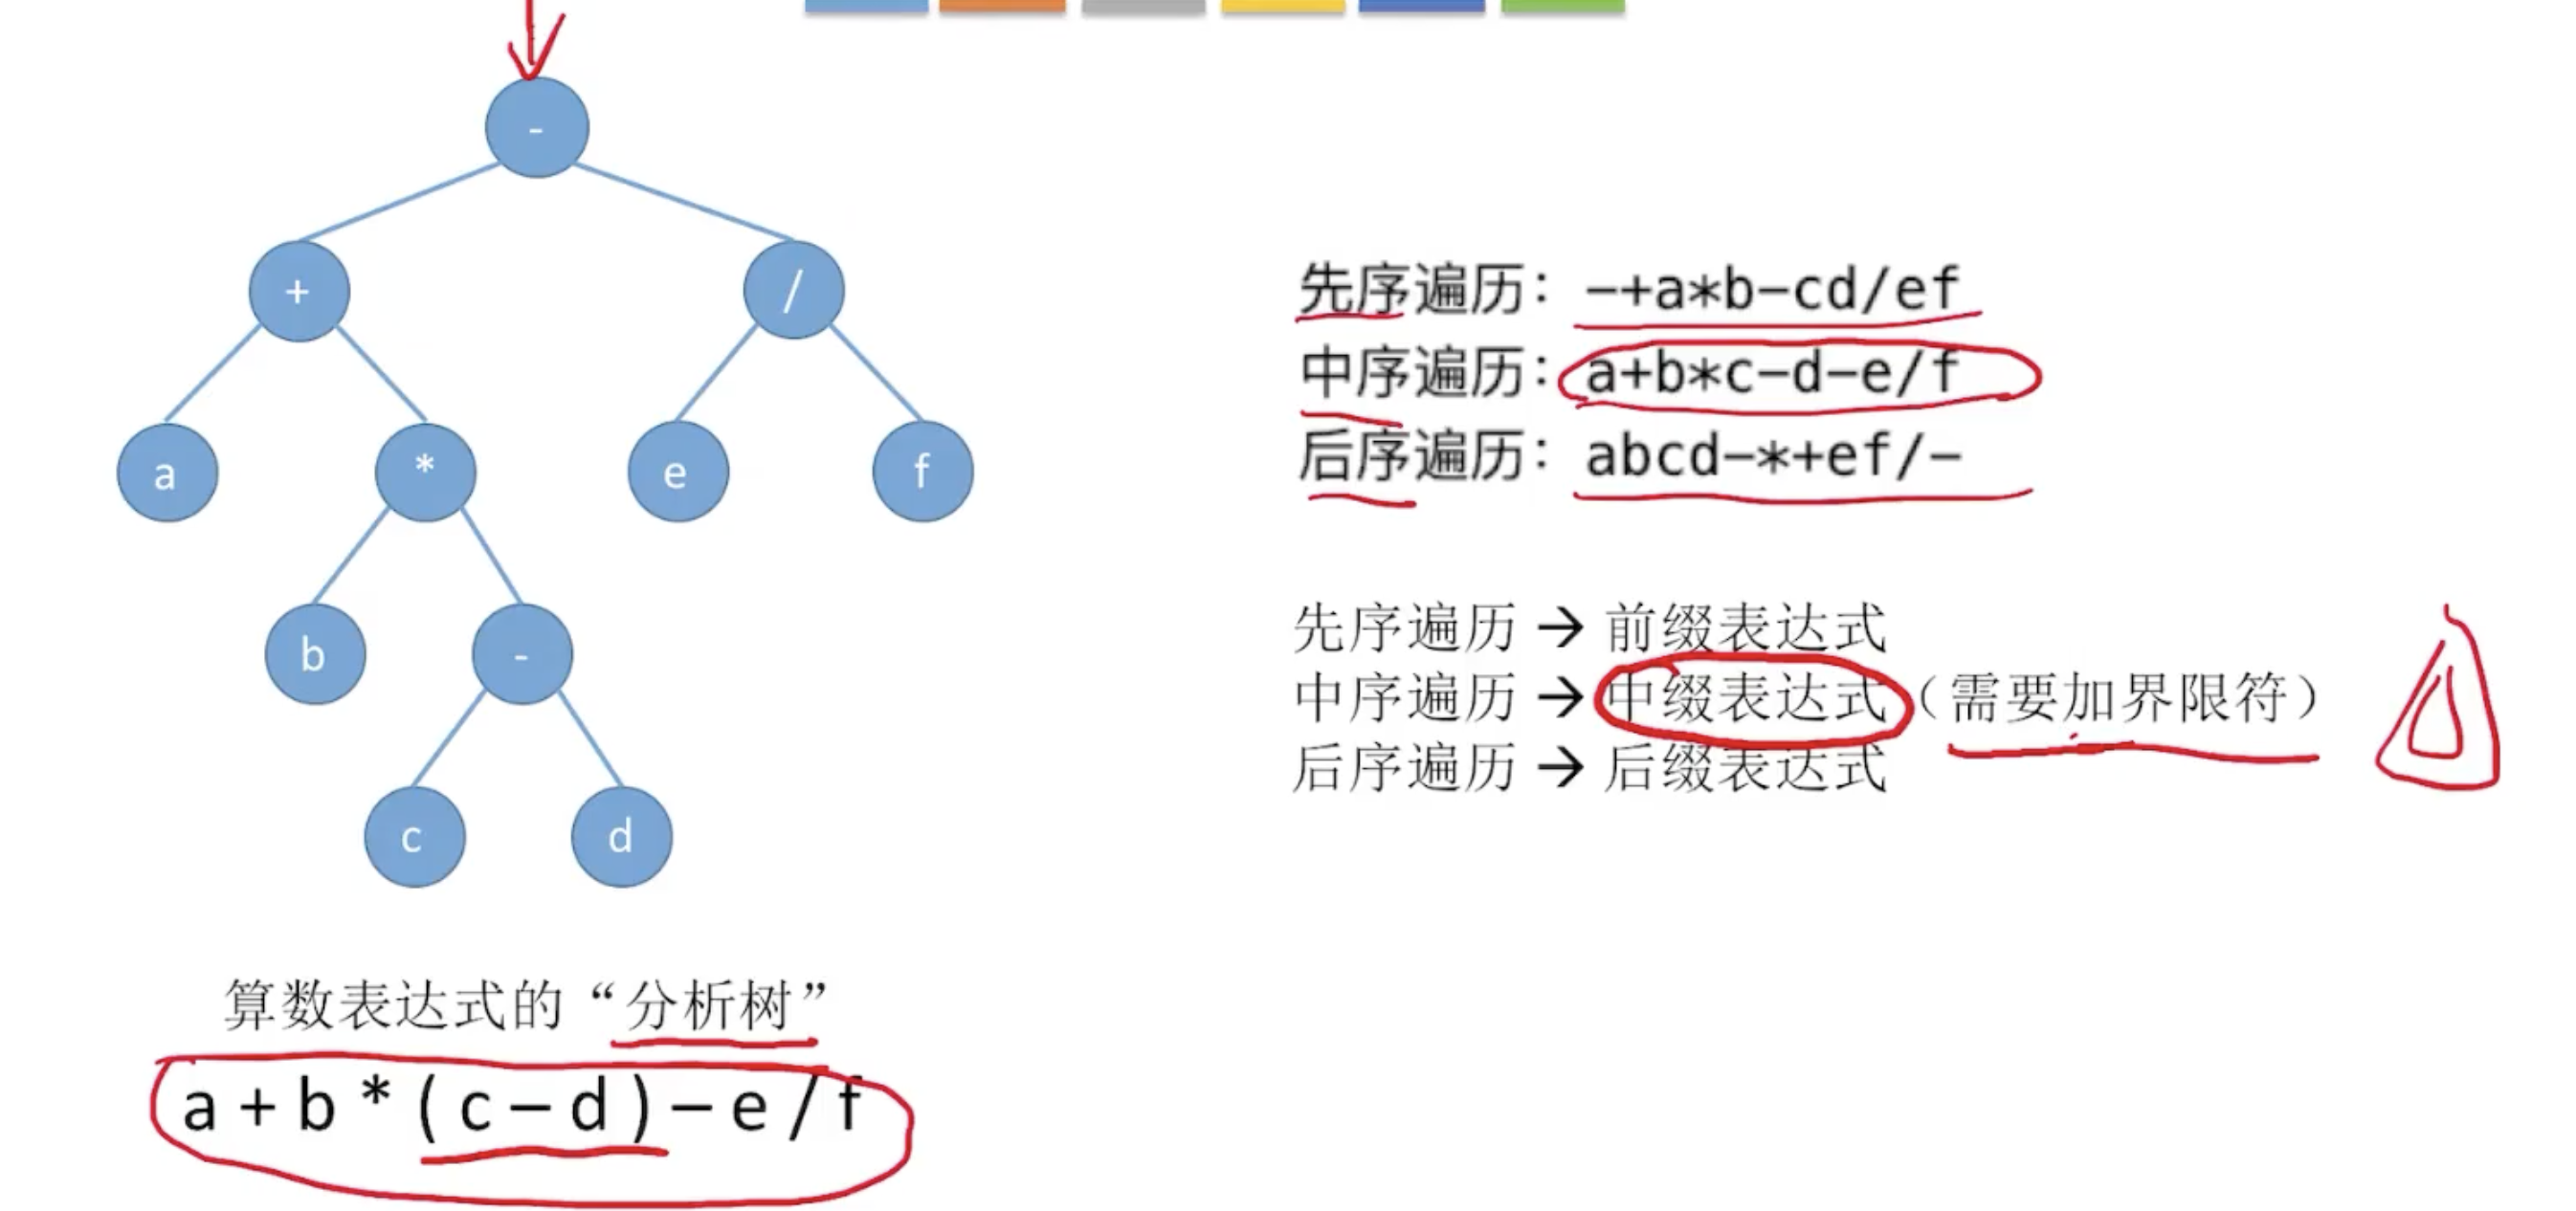 -
+ /
a * e f
b -
c d
算数表达式的“分析树”
a + b * ( c – d ) – e / f
先序遍历：-+a*b-cd/ef
中序遍历：a+b*c-d-e/f
后序遍历：abcd-*+ef/-
先序遍历 → 前缀表达式
中序遍历 → 中缀表达式（需要加界限符）
后序遍历 → 后缀表达式